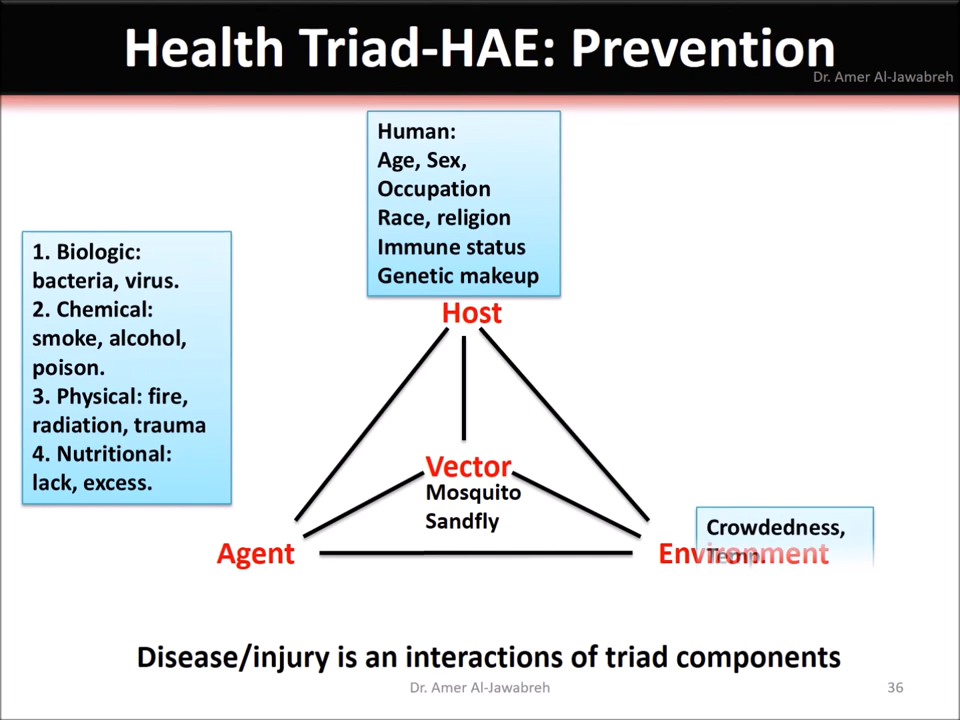 Health Triad-HAE: Prevention
Dr. Amer Al-Jawabreh
Human:
Age, Sex,
Occupation
Race, religion
Immune status
Genetic makeup
1. Biologic:
bacteria, virus.
2. Chemical:
smoke, alcohol,
poison.
3. Physical: fire,
radiation, trauma
4. Nutritional:
lack, excess.
Host
Vector
Mosquito
Sandfly
Agent
Crowdedness,
Temp.
Environment
Disease/injury is an interactions of triad components
Dr. Amer Al-Jawabreh
36